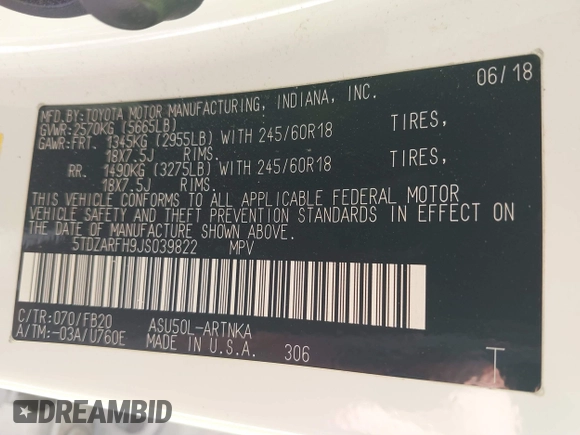 06/18
MFD.BY:TOYOTA MOTOR MANUFACTURING, INDIANA, INC.
GVWR:2570KG (5665LB)
GAWR:FRT. 1345KG (2955LB) WITH 245/60R18 TIRES,
18X7.5J RIMS.
RR. 1490KG (3275LB) WITH 245/60R18 TIRES,
18X7.5J RIMS.
THIS VEHICLE CONFORMS TO ALL APPLICABLE FEDERAL MOTOR
VEHICLE SAFETY AND THEFT PREVENTION STANDARDS IN EFFECT ON
THE DATE OF MANUFACTURE SHOWN ABOVE.
5TDZARFH9JS039822 MPV
C/TR:070/FB20 ASU50L-ARTNKA
A/TM:-03A/U760E MADE IN U.S.A. 306 T
DREAMBID